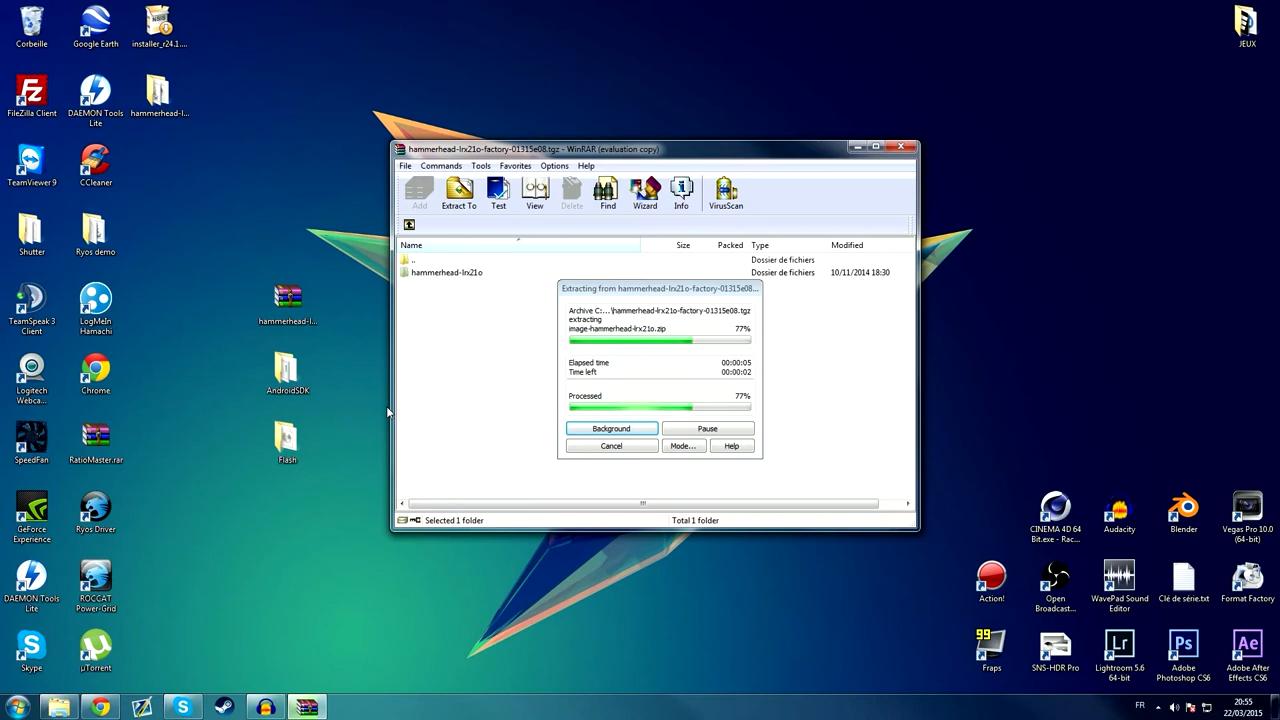 Corbeille
Google Earth
installer_r24.1....
JEUX
FileZilla Client
DAEMON Tools
Lite
hammerhead-l...
TeamViewer 9
CCleaner
Shutter
Ryos demo
TeamSpeak 3
Client
LogMeIn
Hamachi
hammerhead-l...
Logitech
Webca...
Chrome
AndroidSDK
SpeedFan
RatioMaster.rar
Flash
GeForce
Experience
Ryos Driver
DAEMON Tools
Lite
ROCCAT
Power-Grid
Skype
µTorrent
hammerhead-lrx21o-factory-01315e08.tgz - WinRAR (evaluation copy)
File Commands Tools Favorites Options Help
Add Extract To Test View Delete Find Wizard Info VirusScan
Name Size Packed Type Modified
.. Dossier de fichiers
hammerhead-lrx21o Dossier de fichiers 10/11/2014 18:30
Extracting from hammerhead-lrx21o-factory-01315e08...
Archive C:...\hammerhead-lrx21o-factory-01315e08.tgz
extracting
image-hammerhead-lrx21o.zip 77%
Elapsed time 00:00:05
Time left 00:00:02
Processed 77%
Background Pause
Cancel Mode... Help
Selected 1 folder Total 1 folder
CINEMA 4D 64
Bit.exe - Rac...
Audacity
Blender
Vegas Pro 10.0
(64-bit)
Action!
Open
Broadcast...
WavePad Sound
Editor
Clé de série.txt
Format Factory
99
Fraps
SNS-HDR Pro
Lr
Lightroom 5.6
64-bit
Ps
Adobe
Photoshop CS6
Ae
Adobe After
Effects CS6
FR
20:55
22/03/2015